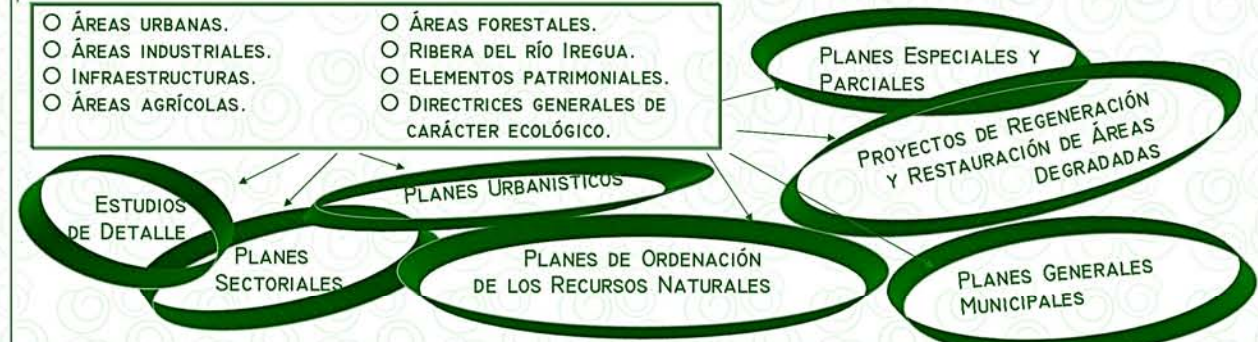 ÁREAS URBANAS.
ÁREAS INDUSTRIALES.
INFRAESTRUCTURAS.
ÁREAS AGRÍCOLAS.
ÁREAS FORESTALES.
RIBERA DEL RÍO IREGUA.
ELEMENTOS PATRIMONIALES.
DIRECTRICES GENERALES DE
CARÁCTER ECOLÓGICO.
PLANES ESPECIALES Y
PARCIALES
PROYECTOS DE REGENERACIÓN
Y RESTAURACIÓN DE ÁREAS
DEGRADADAS
PLANES URBANISTICOS
ESTUDIOS
DE DETALLE
PLANES
SECTORIALES
PLANES DE ORDENACIÓN
DE LOS RECURSOS NATURALES
PLANES GENERALES
MUNICIPALES